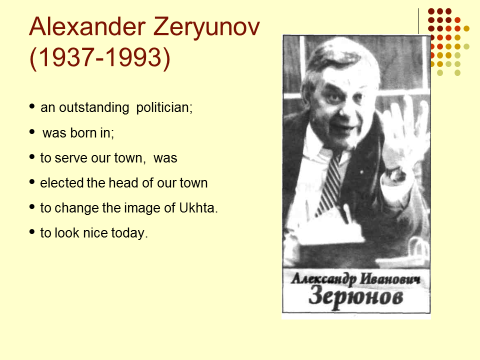 Alexander Zeryunov
(1937-1993)
an outstanding politician;
was born in;
to serve our town, was
elected the head of our town
to change the image of Ukhta.
to look nice today.
Александр Иванович
Зерюнов